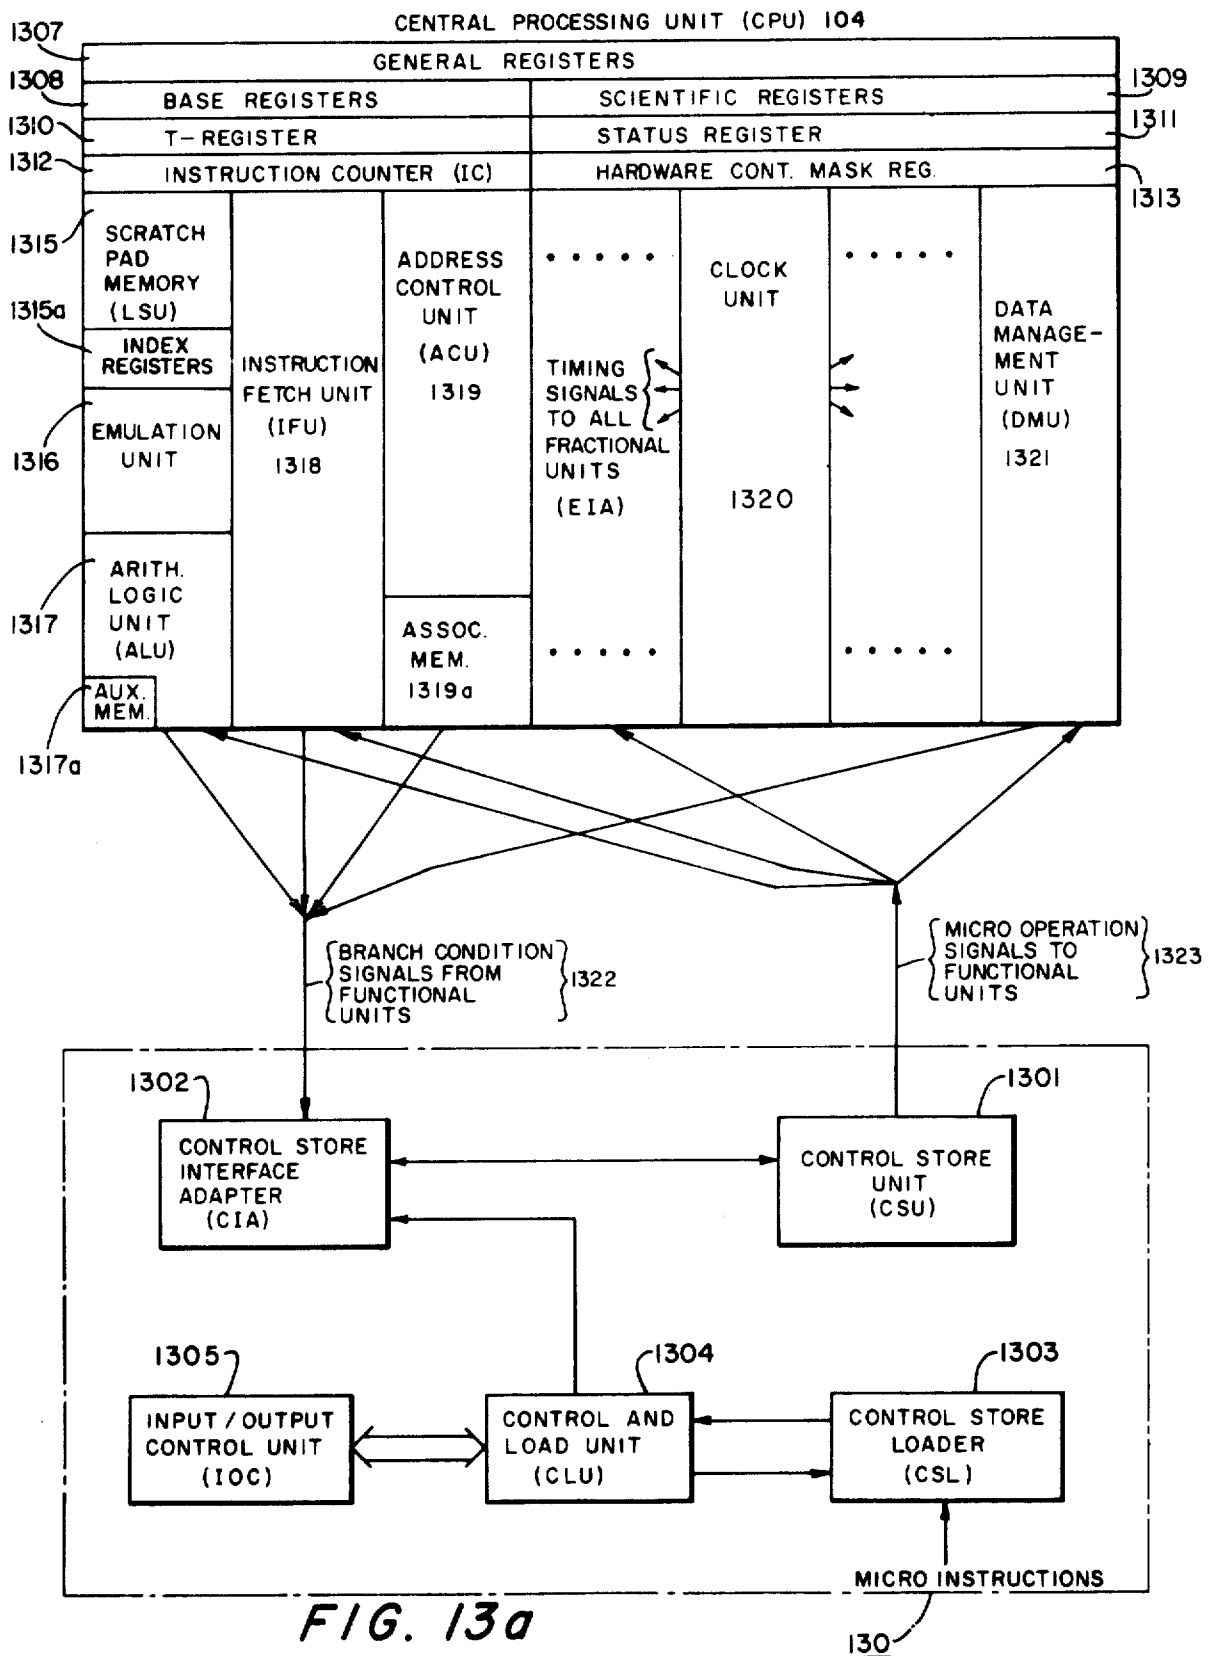 CENTRAL PROCESSING UNIT (CPU) 104
1307
GENERAL REGISTERS
1308
BASE REGISTERS
SCIENTIFIC REGISTERS
1309
1310
T-REGISTER
STATUS REGISTER
1311
1312
INSTRUCTION COUNTER (IC)
HARDWARE CONT. MASK REG.
1313
1315
SCRATCH
PAD
MEMORY
(LSU)
1315a
INDEX
REGISTERS
1316
EMULATION
UNIT
1317
ARITH.
LOGIC
UNIT
(ALU)
AUX.
MEM.
1317a
INSTRUCTION
FETCH UNIT
(IFU)
1318
ADDRESS
CONTROL
UNIT
(ACU)
1319
ASSOC.
MEM.
1319a
.....
TIMING
SIGNALS
TO ALL
FRACTIONAL
UNITS
(EIA)
.....
CLOCK
UNIT
1320
.....
.....
DATA
MANAGE-
MENT
UNIT
(DMU)
1321
BRANCH CONDITION
SIGNALS FROM
FUNCTIONAL
UNITS
1322
MICRO OPERATION
SIGNALS TO
FUNCTIONAL
UNITS
1323
1302
CONTROL STORE
INTERFACE
ADAPTER
(CIA)
1301
CONTROL STORE
UNIT
(CSU)
1305
INPUT/OUTPUT
CONTROL UNIT
(IOC)
1304
CONTROL AND
LOAD UNIT
(CLU)
1303
CONTROL STORE
LOADER
(CSL)
MICRO INSTRUCTIONS
130
FIG. 13a